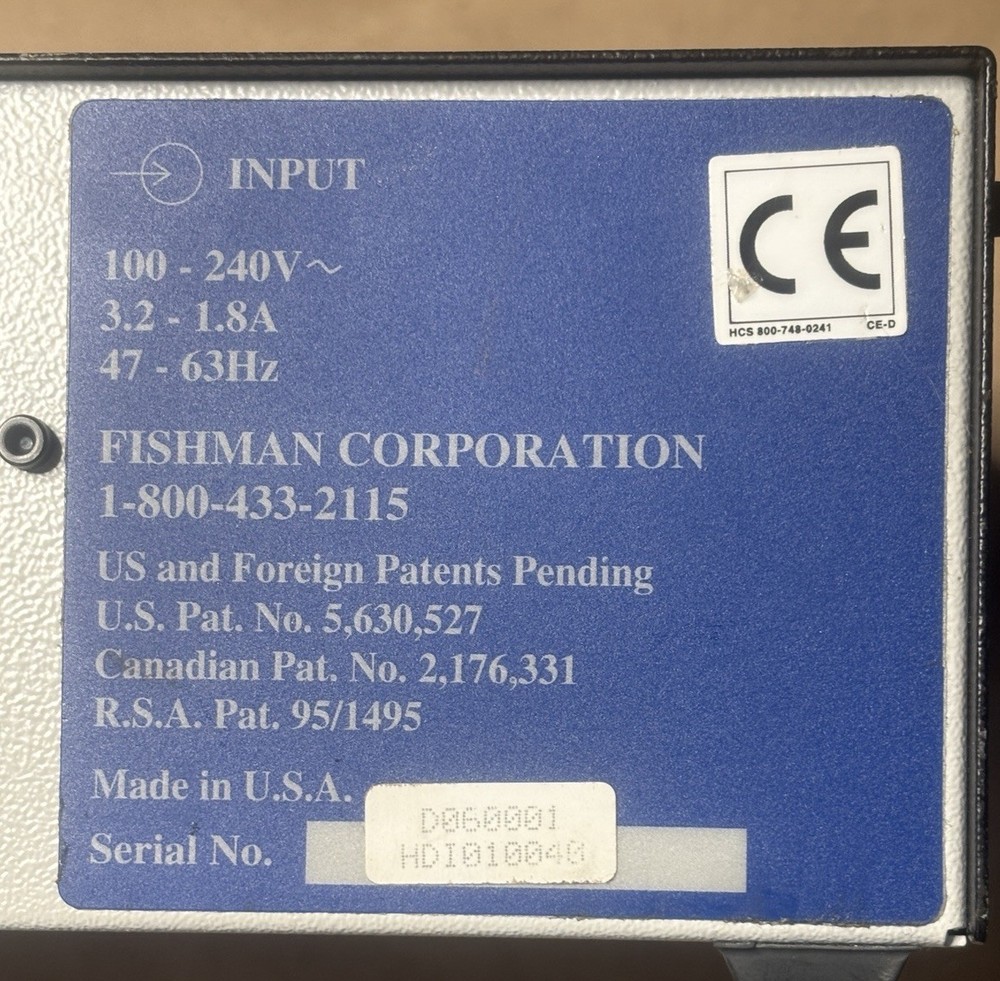 INPUT
100 - 240V~
3.2 - 1.8A
47 - 63Hz
CE
HCS 800-748-0241 CE-D
FISHMAN CORPORATION
1-800-433-2115
US and Foreign Patents Pending
U.S. Pat. No. 5,630,527
Canadian Pat. No. 2,176,331
R.S.A. Pat. 95/1495
Made in U.S.A.
D060001
Serial No. HDI010048